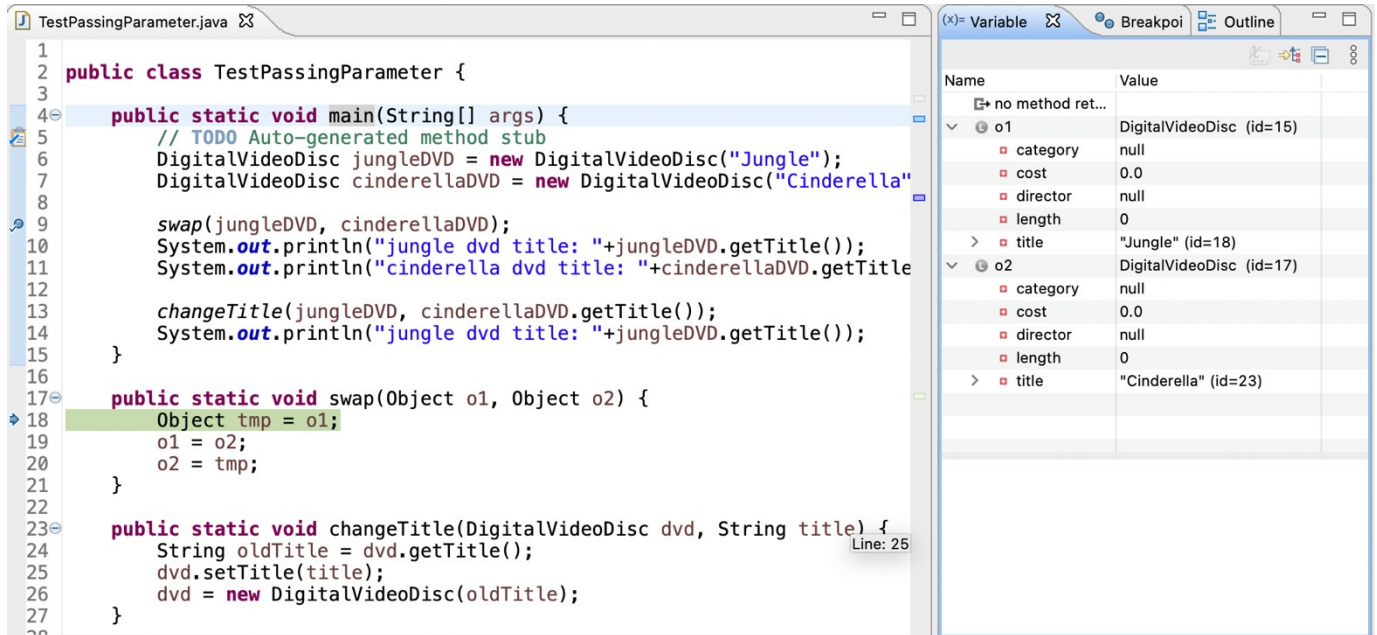 TestPassingParameter.java
1
2 public class TestPassingParameter {
3
4 public static void main(String[] args) {
5 // TODO Auto-generated method stub
6 DigitalVideoDisc jungleDVD = new DigitalVideoDisc("Jungle");
7 DigitalVideoDisc cinderellaDVD = new DigitalVideoDisc("Cinderella"
8
9 swap(jungleDVD, cinderellaDVD);
10 System.out.println("jungle dvd title: "+jungleDVD.getTitle());
11 System.out.println("cinderella dvd title: "+cinderellaDVD.getTitle
12
13 changeTitle(jungleDVD, cinderellaDVD.getTitle());
14 System.out.println("jungle dvd title: "+jungleDVD.getTitle());
15 }
16
17 public static void swap(Object o1, Object o2) {
18 Object tmp = o1;
19 o1 = o2;
20 o2 = tmp;
21 }
22
23 public static void changeTitle(DigitalVideoDisc dvd, String title) {
24 String oldTitle = dvd.getTitle();
Line: 25
25 dvd.setTitle(title);
26 dvd = new DigitalVideoDisc(oldTitle);
27 }
28
(x)= Variable Breakpoi Outline
Name Value
no method ret...
o1 DigitalVideoDisc (id=15)
category null
cost 0.0
director null
length 0
title "Jungle" (id=18)
o2 DigitalVideoDisc (id=17)
category null
cost 0.0
director null
length 0
title "Cinderella" (id=23)